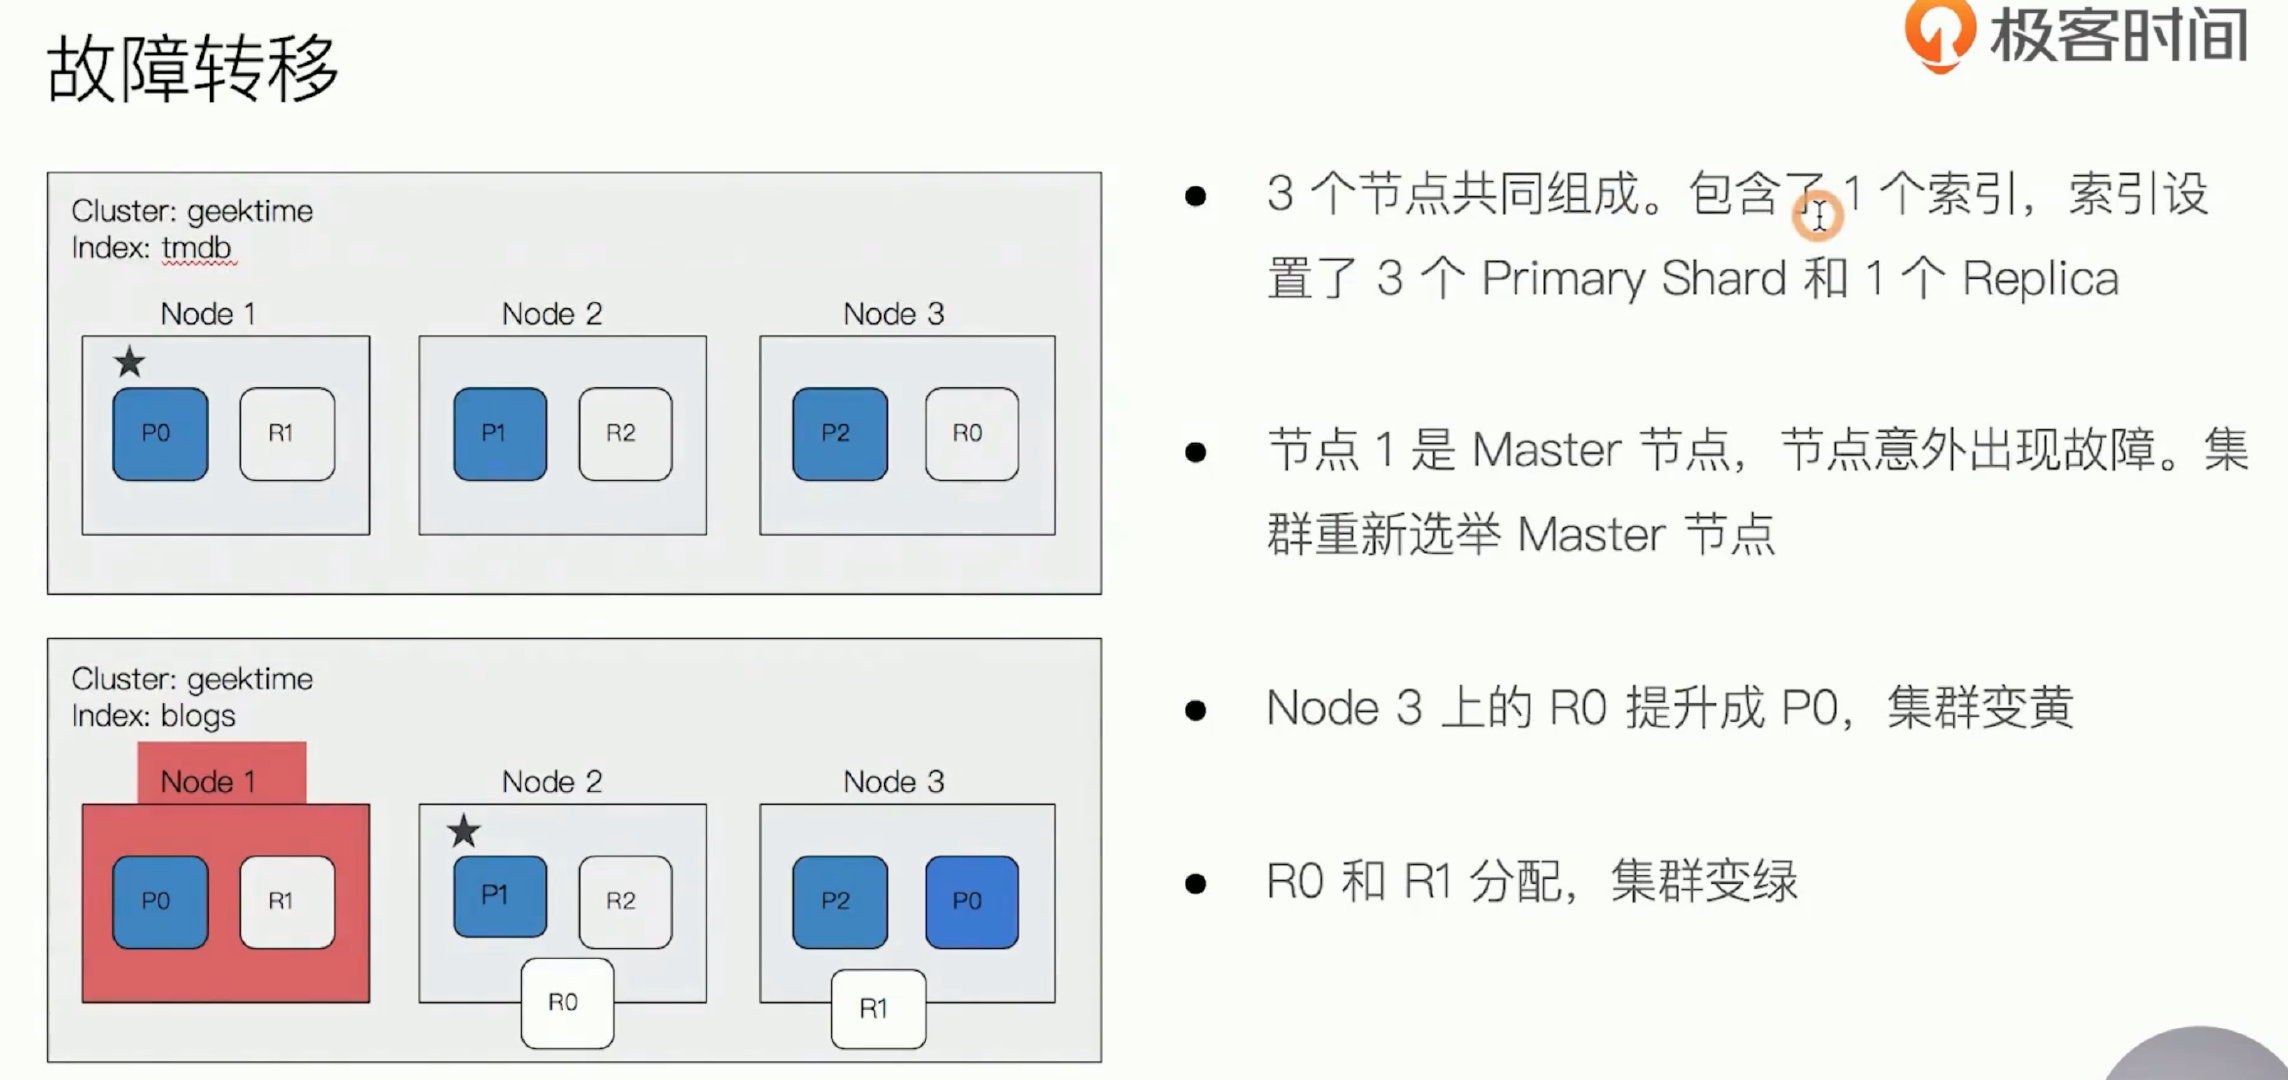 故障转移
极客时间
Cluster: geektime
Index: tmdb
Node 1
Node 2
Node 3
P0
R1
P1
R2
P2
R0
Cluster: geektime
Index: blogs
Node 1
Node 2
Node 3
P0
R1
P1
R2
P2
P0
R0
R1
3 个节点共同组成。包含了 1 个索引，索引设
置了 3 个 Primary Shard 和 1 个 Replica
节点 1 是 Master 节点，节点意外出现故障。集
群重新选举 Master 节点
Node 3 上的 R0 提升成 P0，集群变黄
R0 和 R1 分配，集群变绿